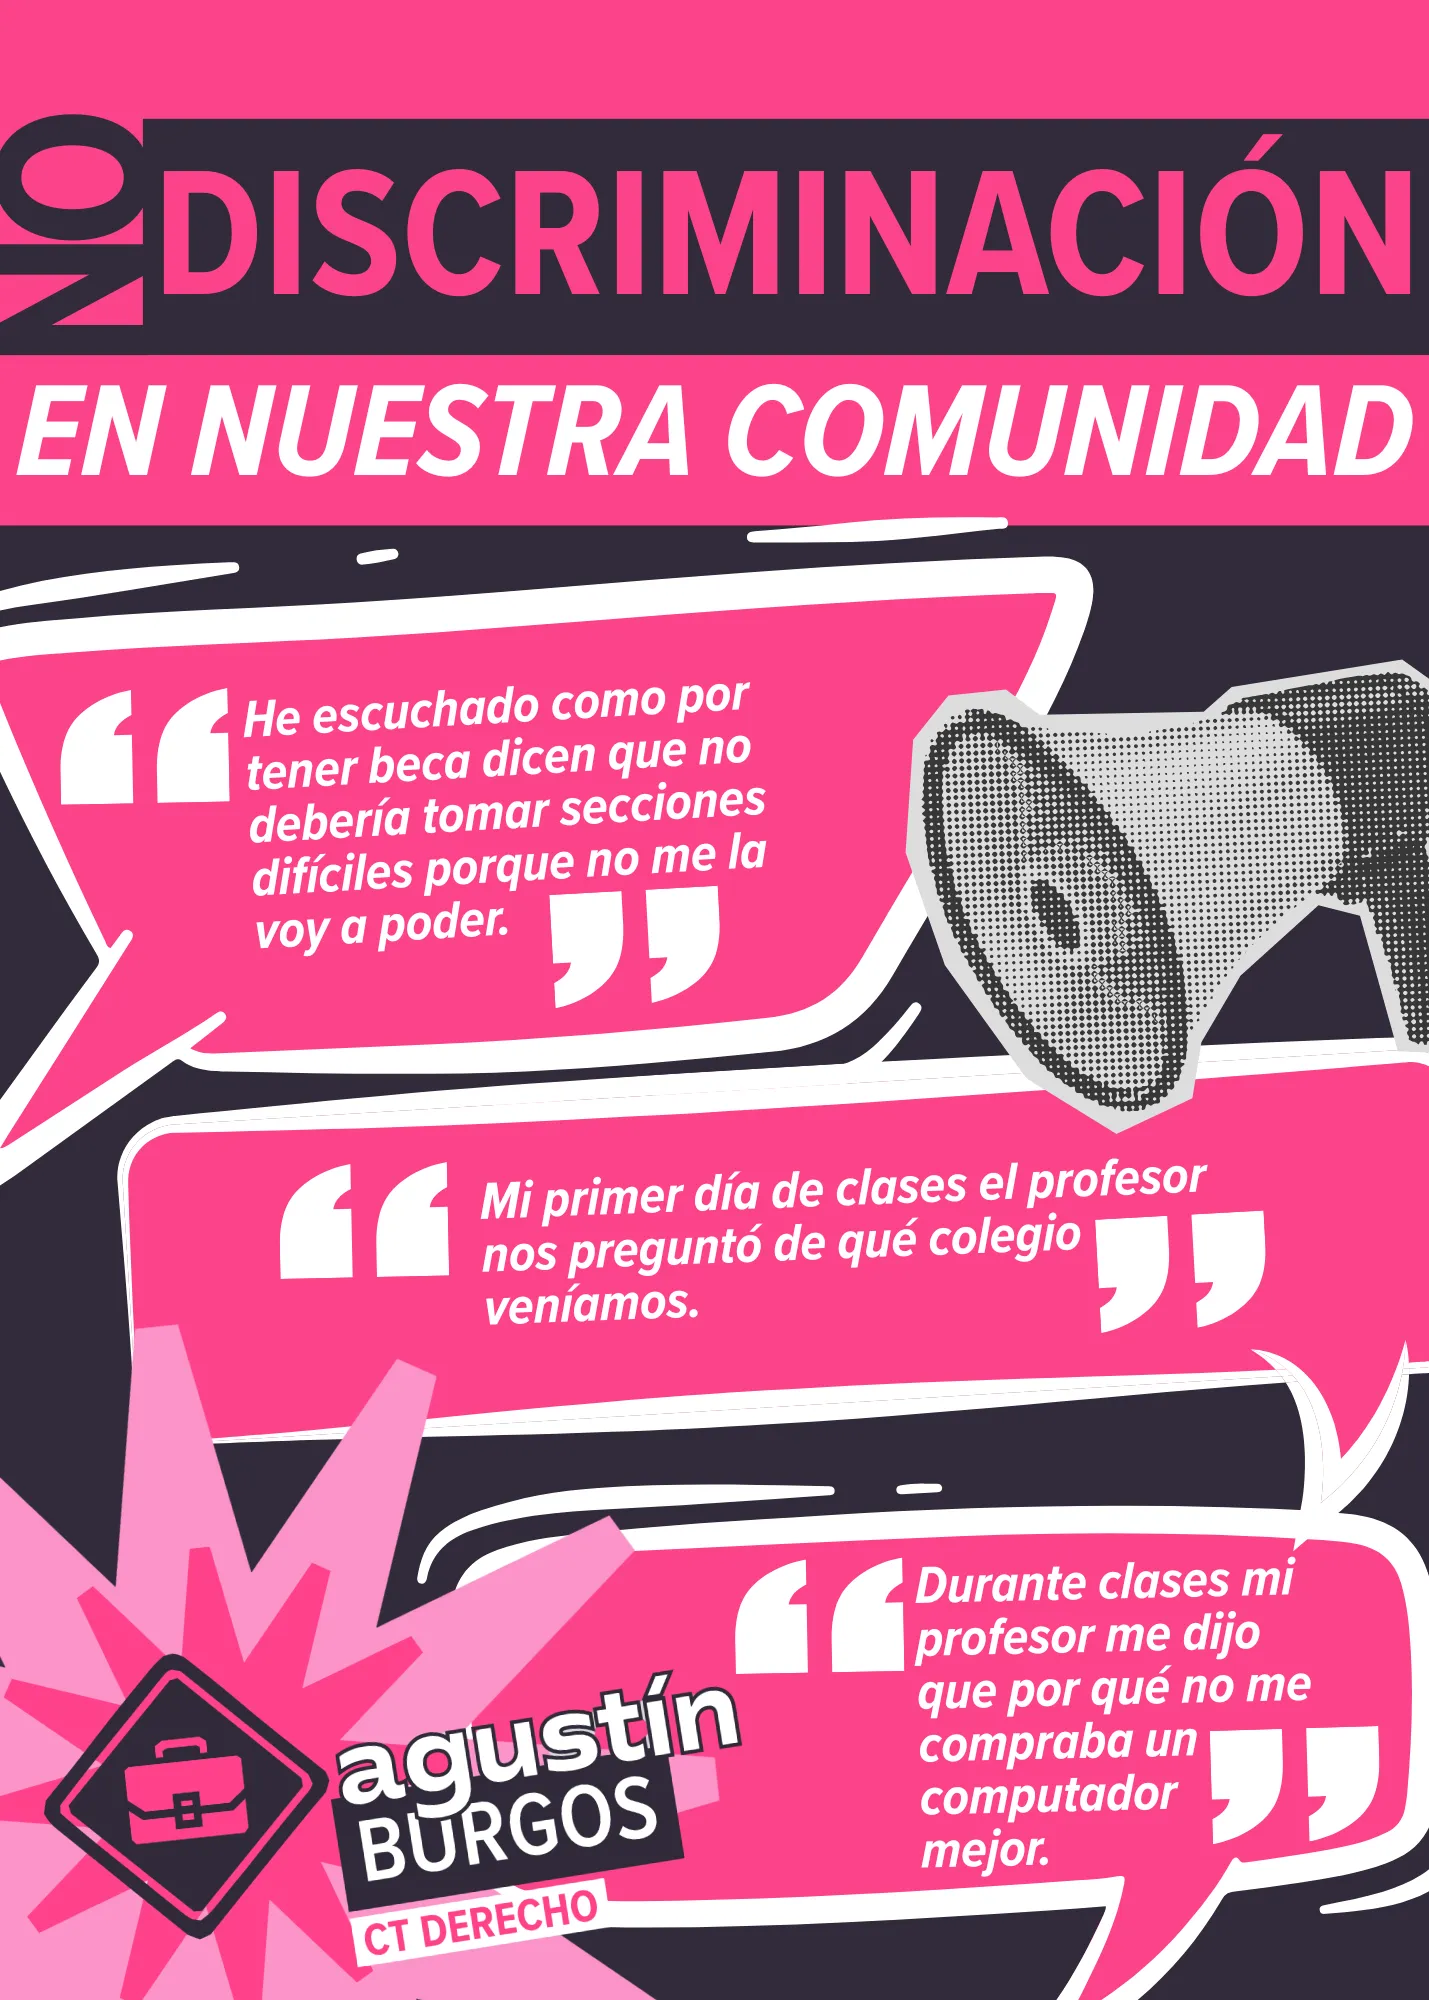 NO
DISCRIMINACIÓN
EN NUESTRA COMUNIDAD
“He escuchado como por
tener beca dicen que no
debería tomar secciones
difíciles porque no me la
voy a poder.”
“Mi primer día de clases el profesor
nos preguntó de qué colegio
veníamos.”
“Durante clases mi
profesor me dijo
que por qué no me
compraba un
computador
mejor.”
agustín
BURGOS
CT DERECHO